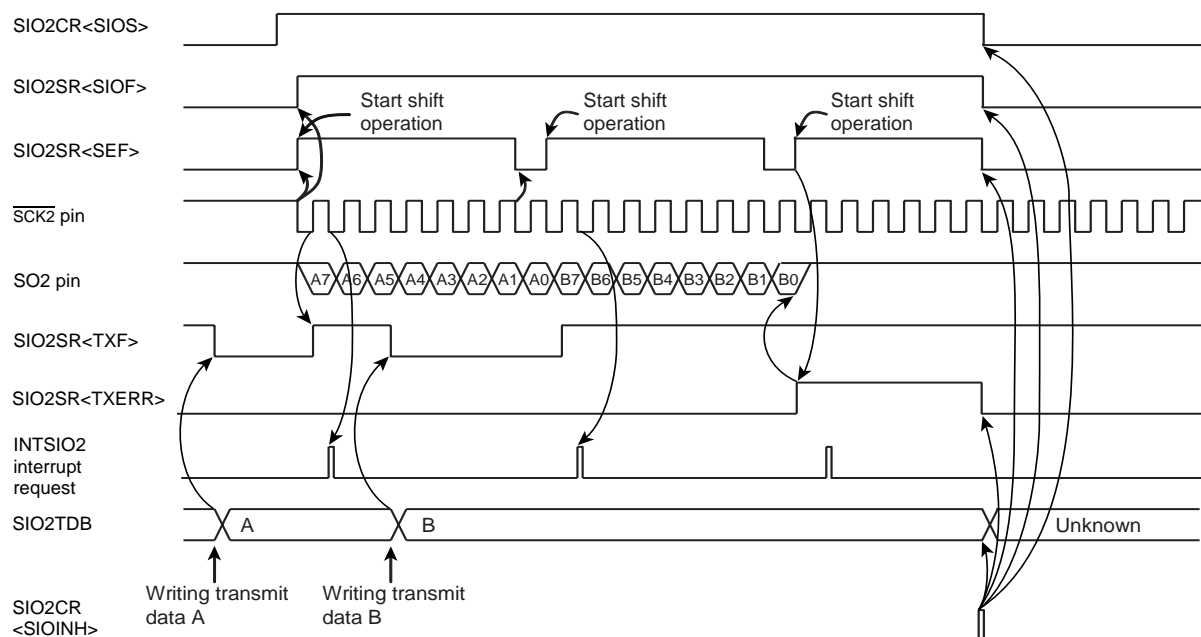 SIO2CR<SIOS>
SIO2SR<SIOF>
Start shift
operation
Start shift
operation
Start shift
operation
SIO2SR<SEF>
SCK2 pin
SO2 pin
A7 A6 A5 A4 A3 A2 A1 A0 B7 B6 B5 B4 B3 B2 B1 B0
SIO2SR<TXF>
SIO2SR<TXERR>
INTSIO2
interrupt
request
SIO2TDB
A
B
Unknown
Writing transmit
data A
Writing transmit
data B
SIO2CR
<SIOINH>